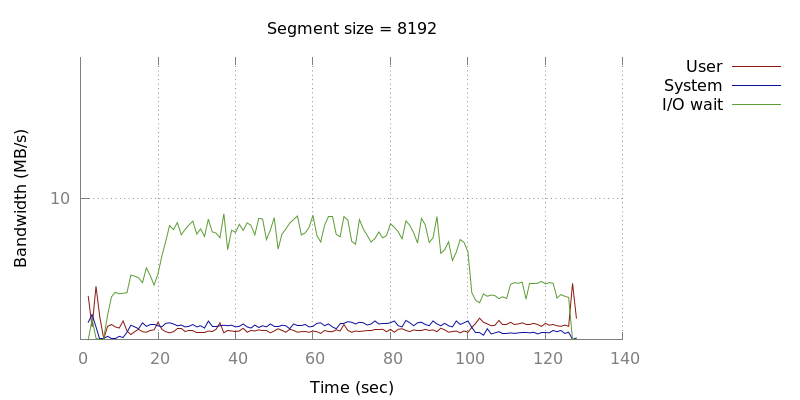 Segment size = 8192
User
System
I/O wait
Bandwidth (MB/s)
10
0 20 40 60 80 100 120 140
Time (sec)